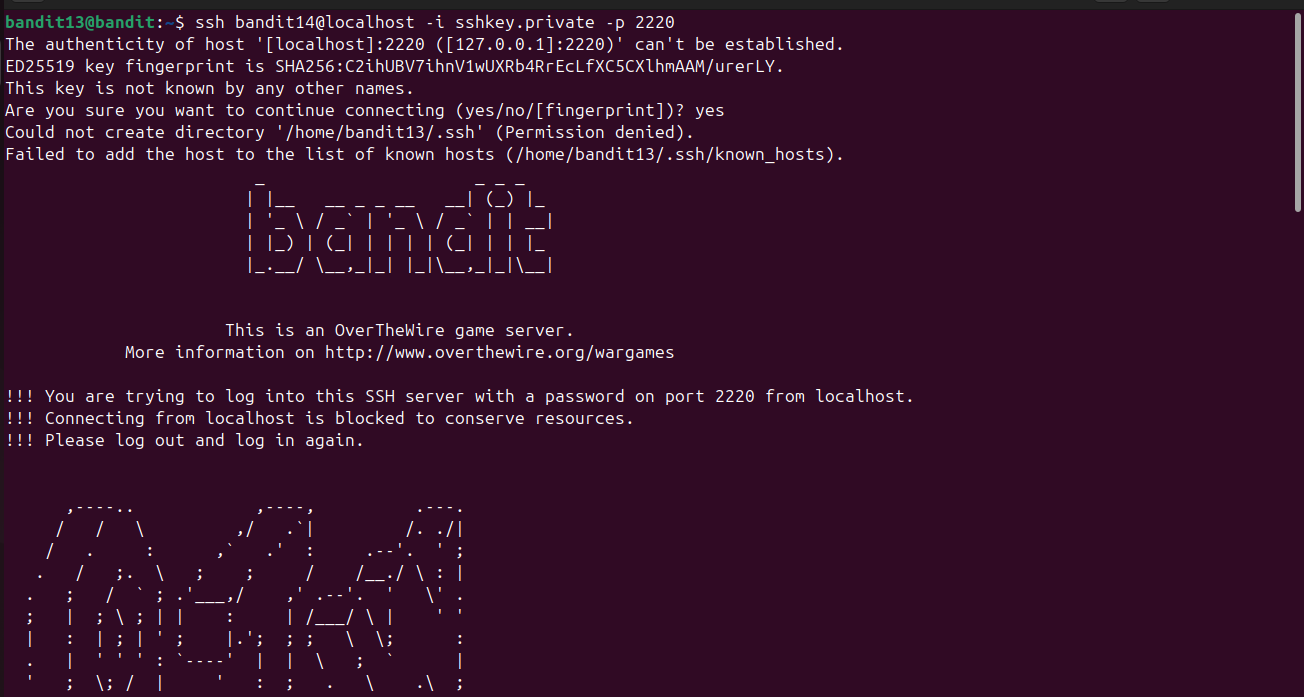 bandit13@bandit:~$ ssh bandit14@localhost -i sshkey.private -p 2220
The authenticity of host '[localhost]:2220 ([127.0.0.1]:2220)' can't be established.
ED25519 key fingerprint is SHA256:C2ihUBV7ihnV1wUXRb4RrEcLfXC5CXlhmAAM/urerLY.
This key is not known by any other names.
Are you sure you want to continue connecting (yes/no/[fingerprint])? yes
Could not create directory '/home/bandit13/.ssh' (Permission denied).
Failed to add the host to the list of known hosts (/home/bandit13/.ssh/known_hosts).
bandit
This is an OverTheWire game server.
More information on http://www.overthewire.org/wargames
!!! You are trying to log into this SSH server with a password on port 2220 from localhost.
!!! Connecting from localhost is blocked to conserve resources.
!!! Please log out and log in again.